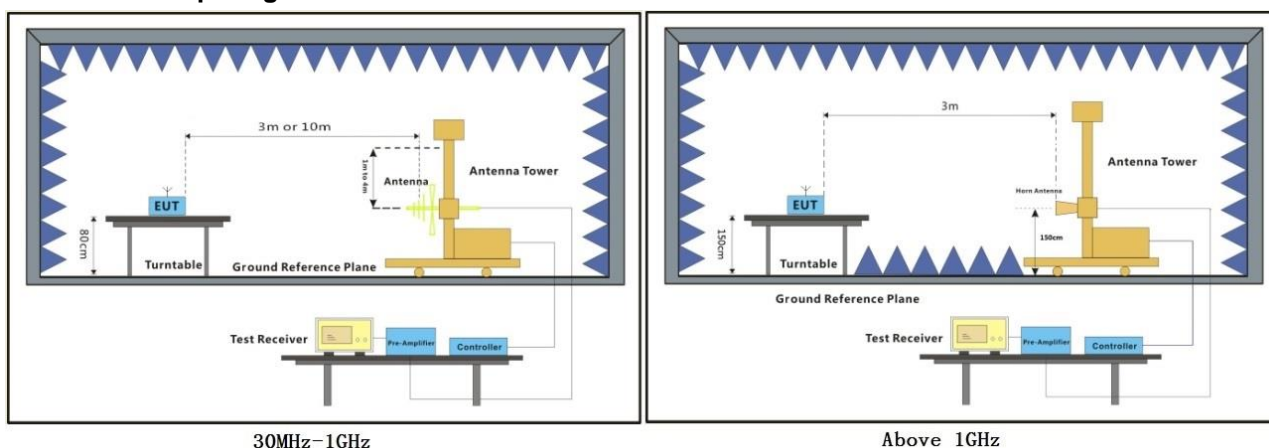 3m or 10m
1m to 4m
Antenna
Antenna Tower
EUT
80cm
Turntable
Ground Reference Plane
Test Receiver
Pre-Amplifier
Controller
30MHz-1GHz
3m
Antenna Tower
Horn Antenna
EUT
150cm
150cm
Turntable
Ground Reference Plane
Test Receiver
Pre-Amplifier
Controller
Above 1GHz